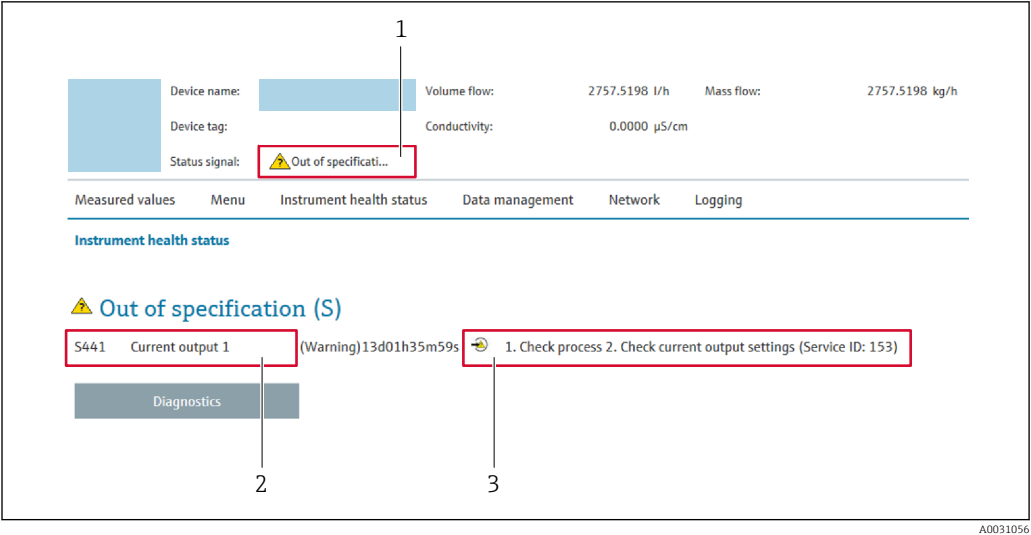 1
Device name: Volume flow: 2757.5198 l/h Mass flow: 2757.5198 kg/h
Device tag: Conductivity: 0.0000 µS/cm
Status signal: Out of specificati...
Measured values Menu Instrument health status Data management Network Logging
Instrument health status
Out of specification (S)
S441 Current output 1 (Warning)13d01h35m59s 1. Check process 2. Check current output settings (Service ID: 153)
Diagnostics
2 3
A0031056